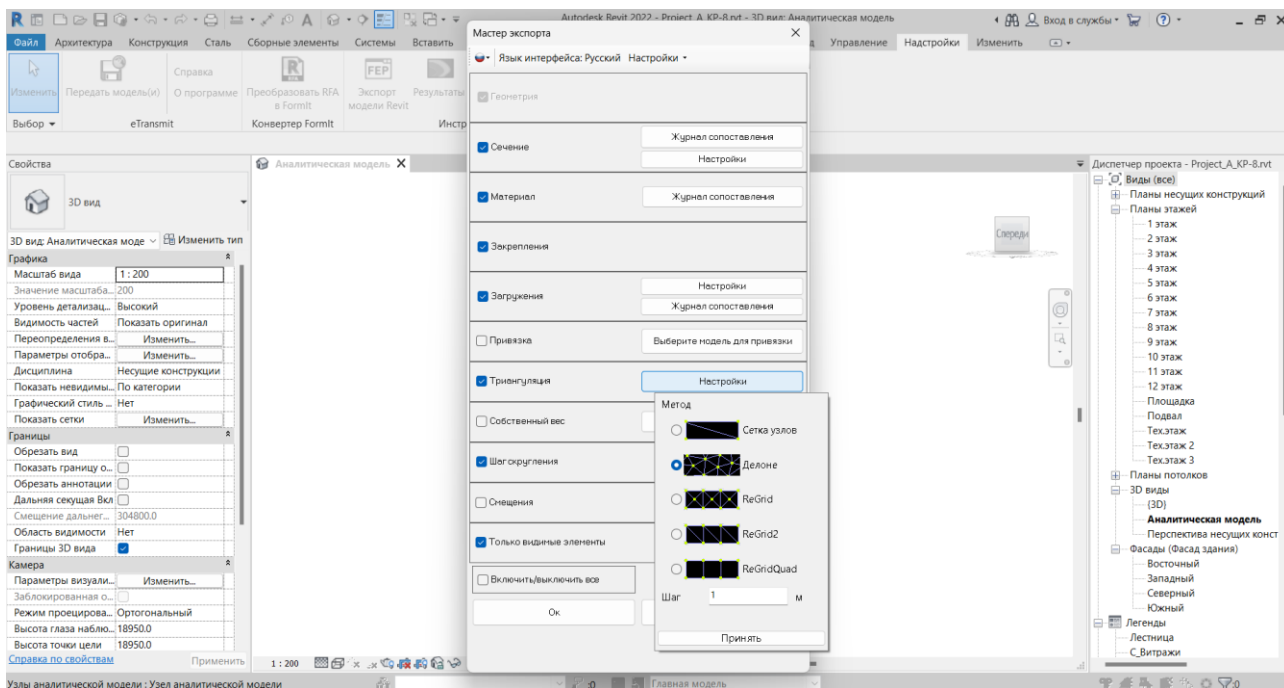 Autodesk Revit 2022 - Project_A_KP-8.rvt - 3D вид: Аналитическая модель
Вход в службы
Файл Архитектура Конструкция Сталь Сборные элементы Системы Вставить
Управление Надстройки Изменить
Изменить
Передать модель(и)
Справка
О программе
Преобразовать RFA
в FormIt
FEP
Экспорт
модели Revit
Результаты
Выбор
eTransmit
Конвертер FormIt
Инстр
Мастер экспорта
Язык интерфейса: Русский Настройки
Геометрия
Сечение
Журнал сопоставления
Настройки
Материал
Журнал сопоставления
Закрепления
Загружения
Настройки
Журнал сопоставления
Привязка
Выберите модель для привязки
Триангуляция
Настройки
Собственный вес
Шаг округления
Смещения
Только видимые элементы
Включить/выключить все
Ок
Метод
Сетка узлов
Делоне
ReGrid
ReGrid2
ReGridQuad
Шаг 1 м
Принять
Свойства
3D вид
3D вид: Аналитическая моде
Изменить тип
Графика
Масштаб вида 1 : 200
Значение масштаба... 200
Уровень детализац... Высокий
Видимость частей Показать оригинал
Переопределения в... Изменить...
Параметры отобра... Изменить...
Дисциплина Несущие конструкции
Показать невидимы... По категории
Графический стиль ... Нет
Показать сетки Изменить...
Границы
Обрезать вид
Показать границу о...
Обрезать аннотации
Дальняя секущая Вкл
Смещение дальнег... 304800.0
Область видимости Нет
Границы 3D вида
Камера
Параметры визуали... Изменить...
Заблокированная о...
Режим проецирова... Ортогональный
Высота глаза наблю... 18950.0
Высота точки цели 18950.0
Справка по свойствам
Применить
Аналитическая модель
Спереди
1 : 200
Диспетчер проекта - Project_A_KP-8.rvt
Виды (все)
Планы несущих конструкций
Планы этажей
1 этаж
2 этаж
3 этаж
4 этаж
5 этаж
6 этаж
7 этаж
8 этаж
9 этаж
10 этаж
11 этаж
12 этаж
Площадка
Подвал
Тех.этаж
Тех.этаж 2
Тех.этаж 3
Планы потолков
3D виды
{3D}
Аналитическая модель
Перспектива несущих конст
Фасады (Фасад здания)
Восточный
Западный
Северный
Южный
Легенды
Лестница
С_Витражи
Узлы аналитической модели : Узел аналитической модели
:0
Главная модель
:0